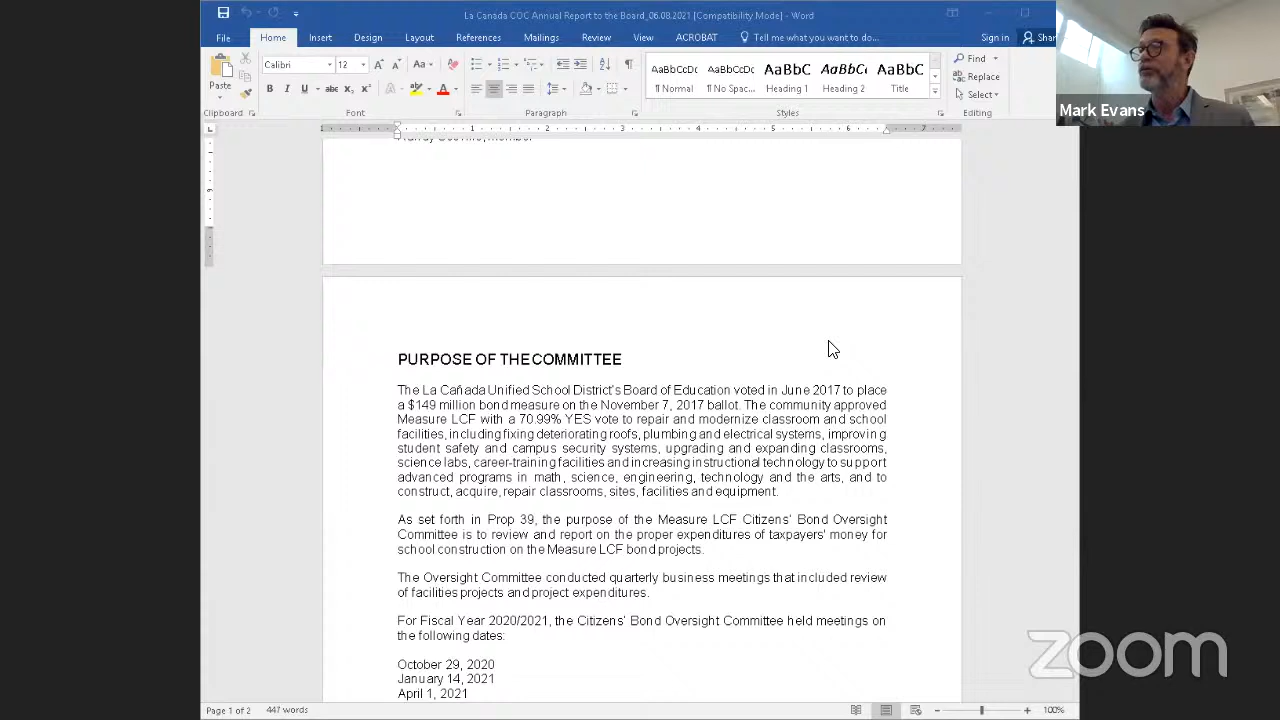 La Canada COC Annual Report to the Board_06.08.2021 [Compatibility Mode] - Word
File Home Insert Design Layout References Mailings Review View ACROBAT Tell me what you want to do... Sign in Shar
Mark Evans
Paste
Calibri 12
AaBbCcDc AaBbCcDc AaBbC AaBbC AaBbC
¶ Normal ¶ No Spac... Heading 1 Heading 2 Title
Find
Replace
Select
Clipboard Font Paragraph Styles Editing
PURPOSE OF THE COMMITTEE
The La Cañada Unified School District's Board of Education voted in June 2017 to place
a $149 million bond measure on the November 7, 2017 ballot. The community approved
Measure LCF with a 70.99% YES vote to repair and modernize classroom and school
facilities, including fixing deteriorating roofs, plumbing and electrical systems, improving
student safety and campus security systems, upgrading and expanding classrooms,
science labs, career-training facilities and increasing instructional technology to support
advanced programs in math, science, engineering, technology and the arts, and to
construct, acquire, repair classrooms, sites, facilities and equipment.
As set forth in Prop 39, the purpose of the Measure LCF Citizens' Bond Oversight
Committee is to review and report on the proper expenditures of taxpayers' money for
school construction on the Measure LCF bond projects.
The Oversight Committee conducted quarterly business meetings that included review
of facilities projects and project expenditures.
For Fiscal Year 2020/2021, the Citizens' Bond Oversight Committee held meetings on
the following dates:
October 29, 2020
January 14, 2021
April 1, 2021
zoom
Page 1 of 2 447 words 100%